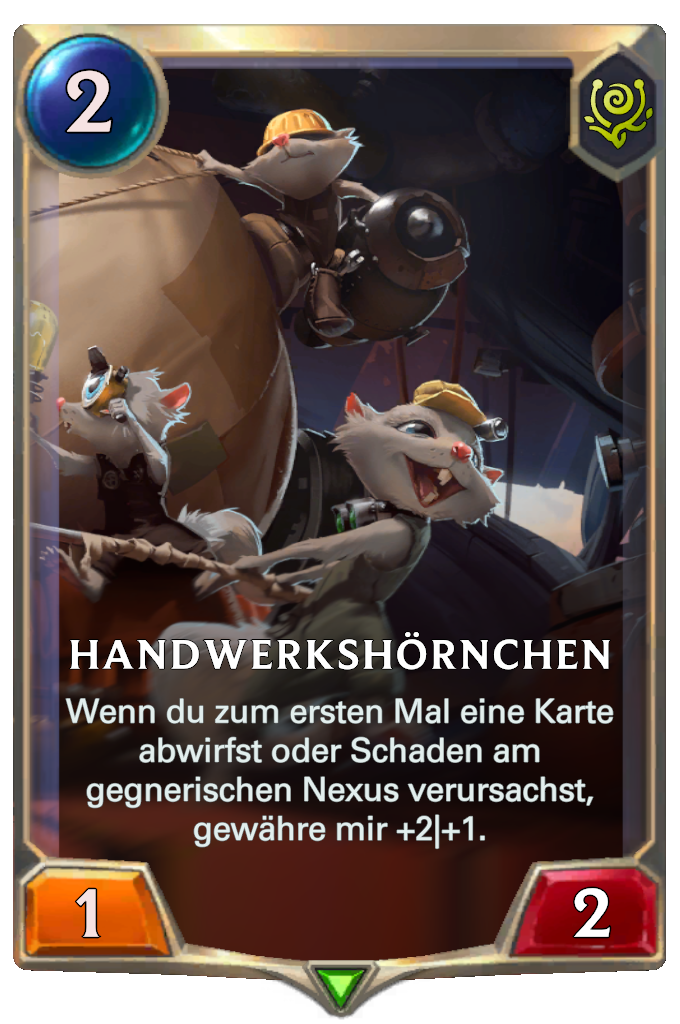 2
HANDWERKSHÖRNCHEN
Wenn du zum ersten Mal eine Karte
abwirfst oder Schaden am
gegnerischen Nexus verursachst,
gewähre mir +2|+1.
1
2